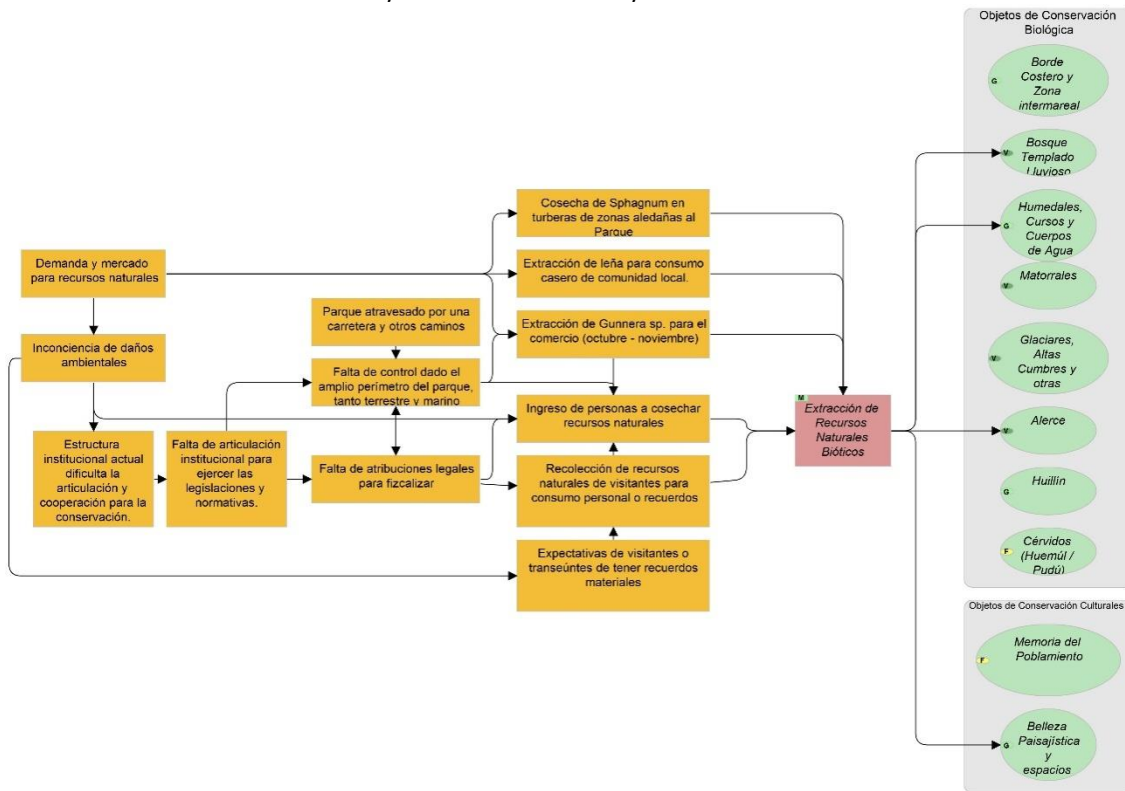 Objetos de Conservación
Biológica
Borde
Costero y
Zona
intermareal
G
Bosque
Templado
Lluvioso
V
Humedales,
Cursos y
Cuerpos
de Agua
G
Matorrales
V
Glaciares,
Altas
Cumbres y
otras
V
Alerce
V
Huillín
G
Cérvidos
(Huemúl /
Pudú)
F
Objetos de Conservación Culturales
Memoria del
Poblamiento
F
Belleza
Paisajística
y
espacios
G
Cosecha de Sphagnum en
turberas de zonas aledañas al
Parque
Demanda y mercado
para recursos naturales
Extracción de leña para consumo
casero de comunidad local.
Parque atravesado por una
carretera y otros caminos
Extracción de Gunnera sp. para el
comercio (octubre - noviembre)
Inconciencia de daños
ambientales
Falta de control dado el
amplio perímetro del parque,
tanto terrestre y marino
Ingreso de personas a cosechar
recursos naturales
M
Extracción de
Recursos
Naturales
Bióticos
Estructura
institucional actual
dificulta la
articulación y
cooperación para la
conservación.
Falta de articulación
institucional para
ejercer las
legislaciones y
normativas.
Falta de atribuciones legales
para fizcalizar
Recolección de recursos
naturales de visitantes para
consumo personal o recuerdos
Expectativas de visitantes o
transeúntes de tener recuerdos
materiales